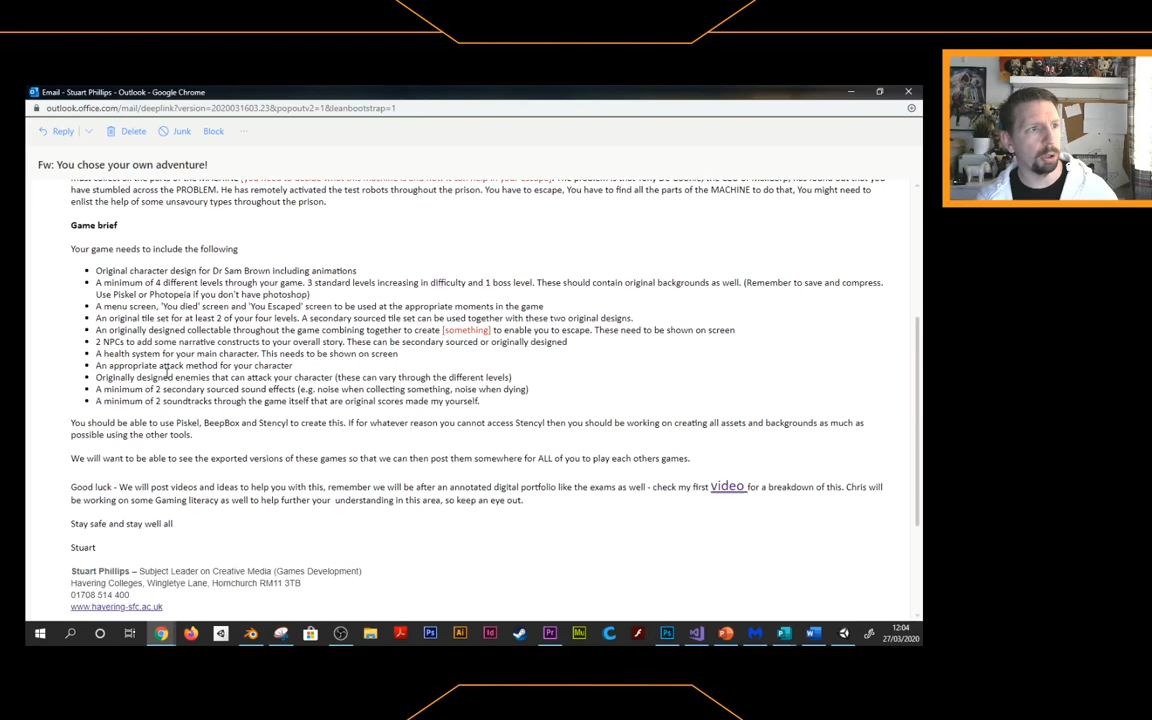 Email - Stuart Phillips - Outlook - Google Chrome
outlook.office.com/mail/deeplink?version=2020031603.23&popoutv2=1&leanbootstrap=1
Reply Delete Junk Block ...
Fw: You chose your own adventure!
have stumbled across the PROBLEM. He has remotely activated the test robots throughout the prison. You have to escape, You have to find all the parts of the MACHINE to do that, You might need to
enlist the help of some unsavoury types throughout the prison.
Game brief
Your game needs to include the following
• Original character design for Dr Sam Brown including animations
• A minimum of 4 different levels through your game. 3 standard levels increasing in difficulty and 1 boss level. These should contain original backgrounds as well. (Remember to save and compress.
Use Piskel or Photopeia if you don't have photoshop)
• A menu screen, 'You died' screen and 'You Escaped' screen to be used at the appropriate moments in the game
• An original tile set for at least 2 of your four levels. A secondary sourced tile set can be used together with these two original designs.
• An originally designed collectable throughout the game combining together to create [something] to enable you to escape. These need to be shown on screen
• 2 NPCs to add some narrative constructs to your overall story. These can be secondary sourced or originally designed
• A health system for your main character. This needs to be shown on screen
• An appropriate attack method for your character
• Originally designed enemies that can attack your character (these can vary through the different levels)
• A minimum of 2 secondary sourced sound effects (e.g. noise when collecting something, noise when dying)
• A minimum of 2 soundtracks through the game itself that are original scores made my yourself.
You should be able to use Piskel, BeepBox and Stencyl to create this. If for whatever reason you cannot access Stencyl then you should be working on creating all assets and backgrounds as much as
possible using the other tools.
We will want to be able to see the exported versions of these games so that we can then post them somewhere for ALL of you to play each others games.
Good luck - We will post videos and ideas to help you with this, remember we will be after an annotated digital portfolio like the exams as well - check my first video for a breakdown of this. Chris will
be working on some Gaming literacy as well to help further your understanding in this area, so keep an eye out.
Stay safe and stay well all
Stuart
Stuart Phillips – Subject Leader on Creative Media (Games Development)
Havering Colleges, Wingletye Lane, Hornchurch RM11 3TB
01708 514 400
www.havering-sfc.ac.uk
12:04
27/03/2020